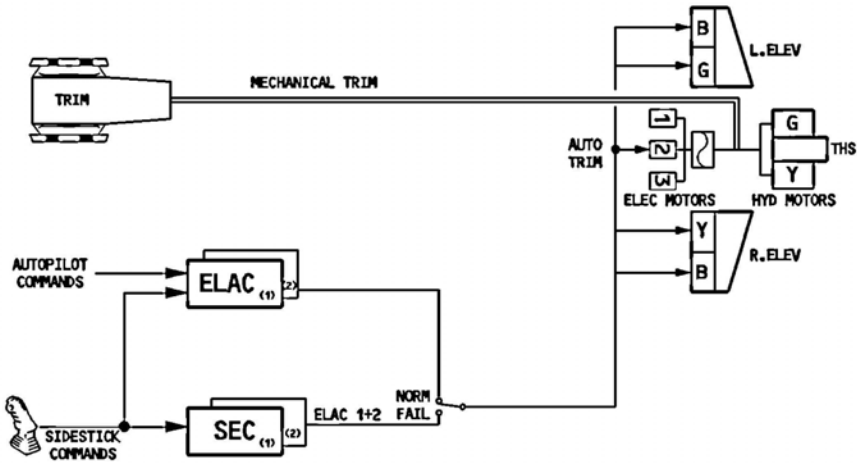 B
L.ELEV
G
MECHANICAL TRIM
TRIM
1
G
AUTO
TRIM
2
THS
3
Y
ELEC MOTORS
HYD MOTORS
Y
R.ELEV
B
AUTOPILOT
COMMANDS
ELAC (1) (2)
NORM
FAIL
ELAC 1+2
SEC (1) (2)
SIDESTICK
COMMANDS